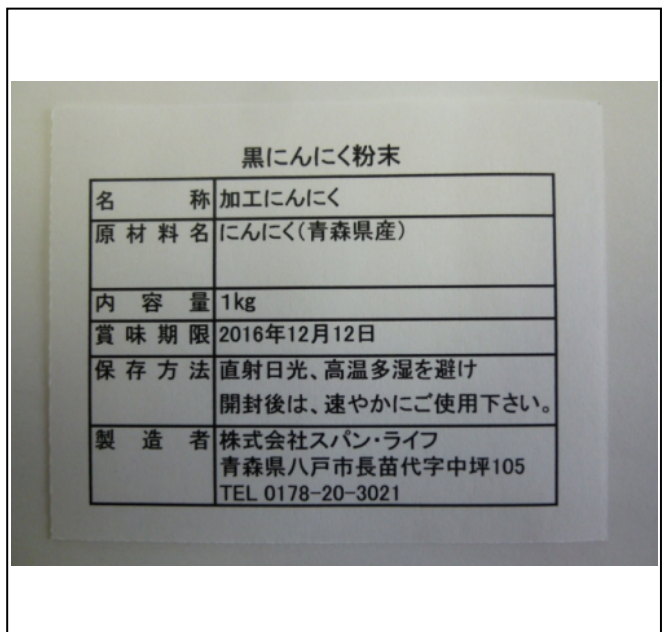 黒にんにく粉末
名称 加工にんにく
原材料名 にんにく(青森県産)
内容量 1kg
賞味期限 2016年12月12日
保存方法 直射日光、高温多湿を避け
開封後は、速やかにご使用下さい。
製造者 株式会社スパン・ライフ
青森県八戸市長苗代字中坪105
TEL 0178-20-3021